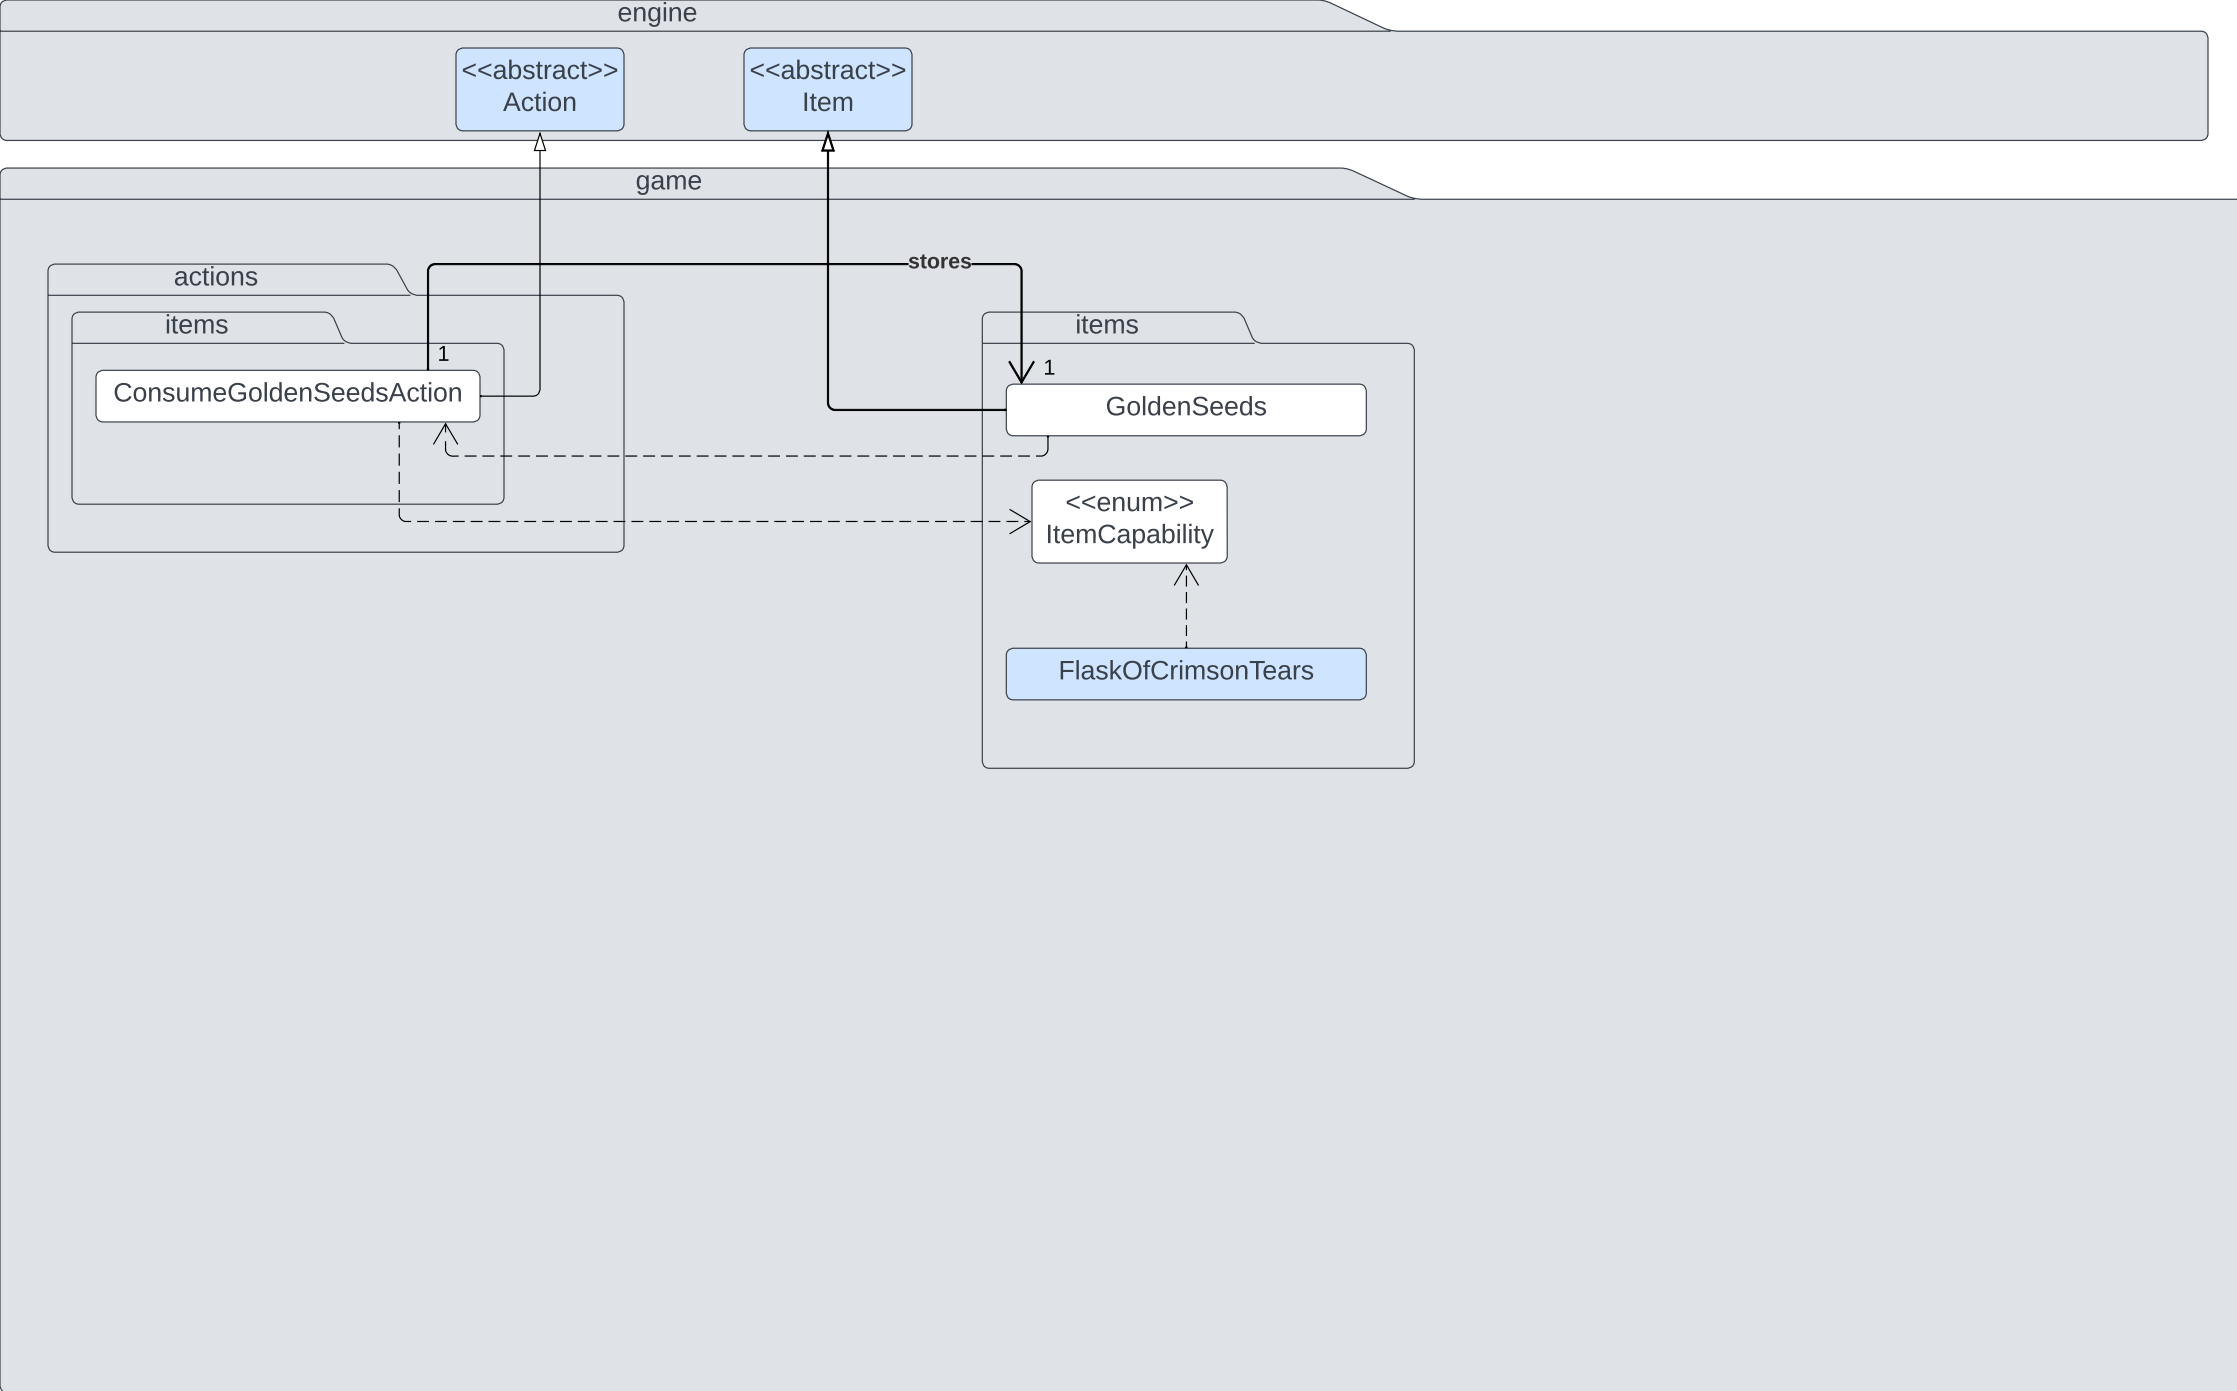 engine
<<abstract>>
Action
<<abstract>>
Item
game
stores
actions
items
1
ConsumeGoldenSeedsAction
items
1
GoldenSeeds
<<enum>>
ItemCapability
FlaskOfCrimsonTears